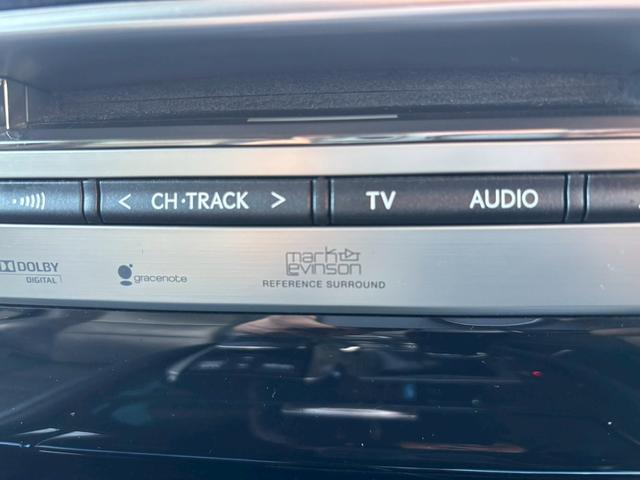 < CH·TRACK > TV AUDIO
DOLBY
DIGITAL
gracenote
mark
levinson
REFERENCE SURROUND